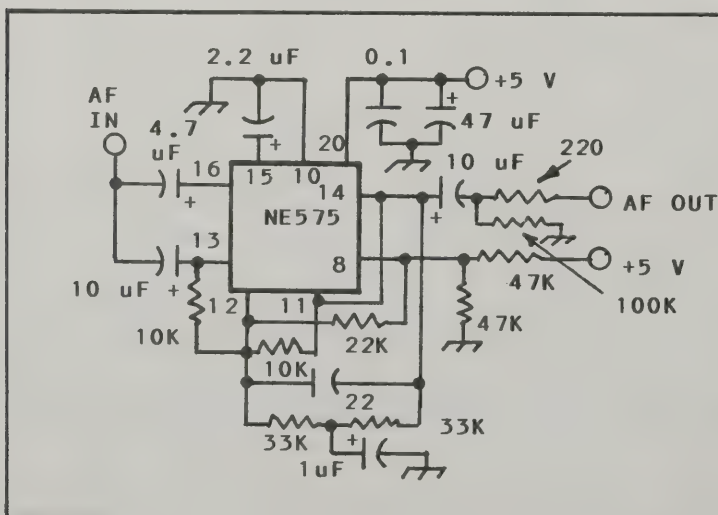 2.2 uF
0.1
+5 V
AF
IN
4.7
uF
+
+
47 uF
20
10 uF
220
16
15
10
14
+
+
AF OUT
NE575
13
8
+5 V
10 uF
+
47K
12
11
100K
10K
22K
47K
10K
22
33K
33K
+
1uF